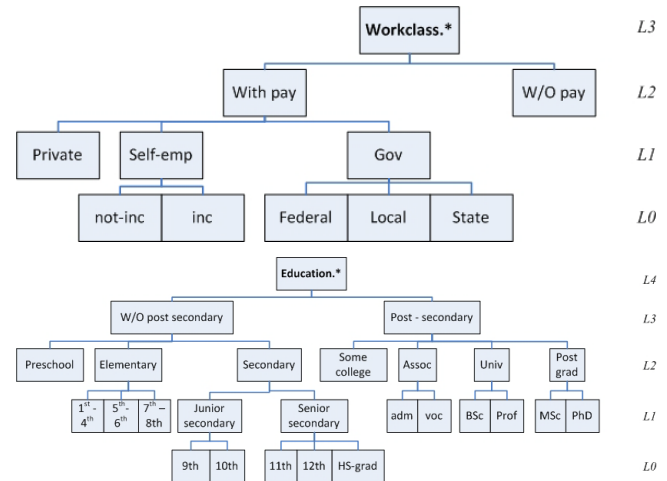 Workclass.* L3
With pay W/O pay L2
Private Self-emp Gov L1
not-inc inc Federal Local State L0
Education.* L4
W/O post secondary Post - secondary L3
Preschool Elementary Secondary Some college Assoc Univ Post grad L2
1st - 4th 5th - 6th 7th – 8th Junior secondary Senior secondary adm voc BSc Prof MSc PhD L1
9th 10th 11th 12th HS-grad L0